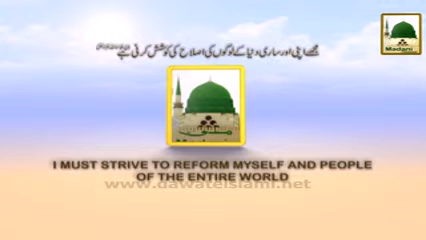 مجھے اپنی اور ساری دنیا کے لوگوں کی اصلاح کی کوشش کرنی ہے
Madani
I MUST STRIVE TO REFORM MYSELF AND PEOPLE
OF THE ENTIRE WORLD
www.dawateislami.net